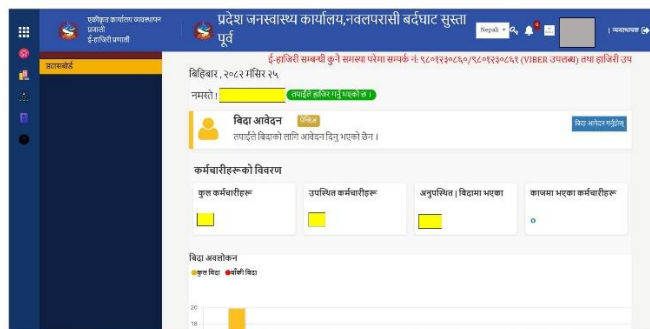 एकीकृत कार्यालय व्यवस्थापन
प्रणाली
ई-हाजिरी प्रणाली
प्रदेश जनस्वास्थ्य कार्यालय,नवलपरासी बर्दघाट सुस्ता
पूर्व
Nepali
ड्यासबोर्ड
ई-हाजिरी सम्बन्धी कुनै समस्या परेमा सम्पर्क नं: ९८०१२३०८६०/९८०१२३०८६१ (VIBER उपलब्ध) तथा हाजिरी उप
बिहिबार , २०८२ मंसिर २५
नमस्ते !
तपाईंले हाजिर गर्नु भएको छ ।
बिदा आवेदन
तपाईंले बिदाको लागि आवेदन दिनु भएको छैन ।
बिदा आवेदन गर्नुहोस्
कर्मचारीहरूको विवरण
कुल कर्मचारीहरू
उपस्थित कर्मचारीहरू
अनुपस्थित | विदामा भएका
काजमा भएका कर्मचारीहरू
०
बिदा अवलोकन
कुल बिदा बाँकी बिदा
20
18